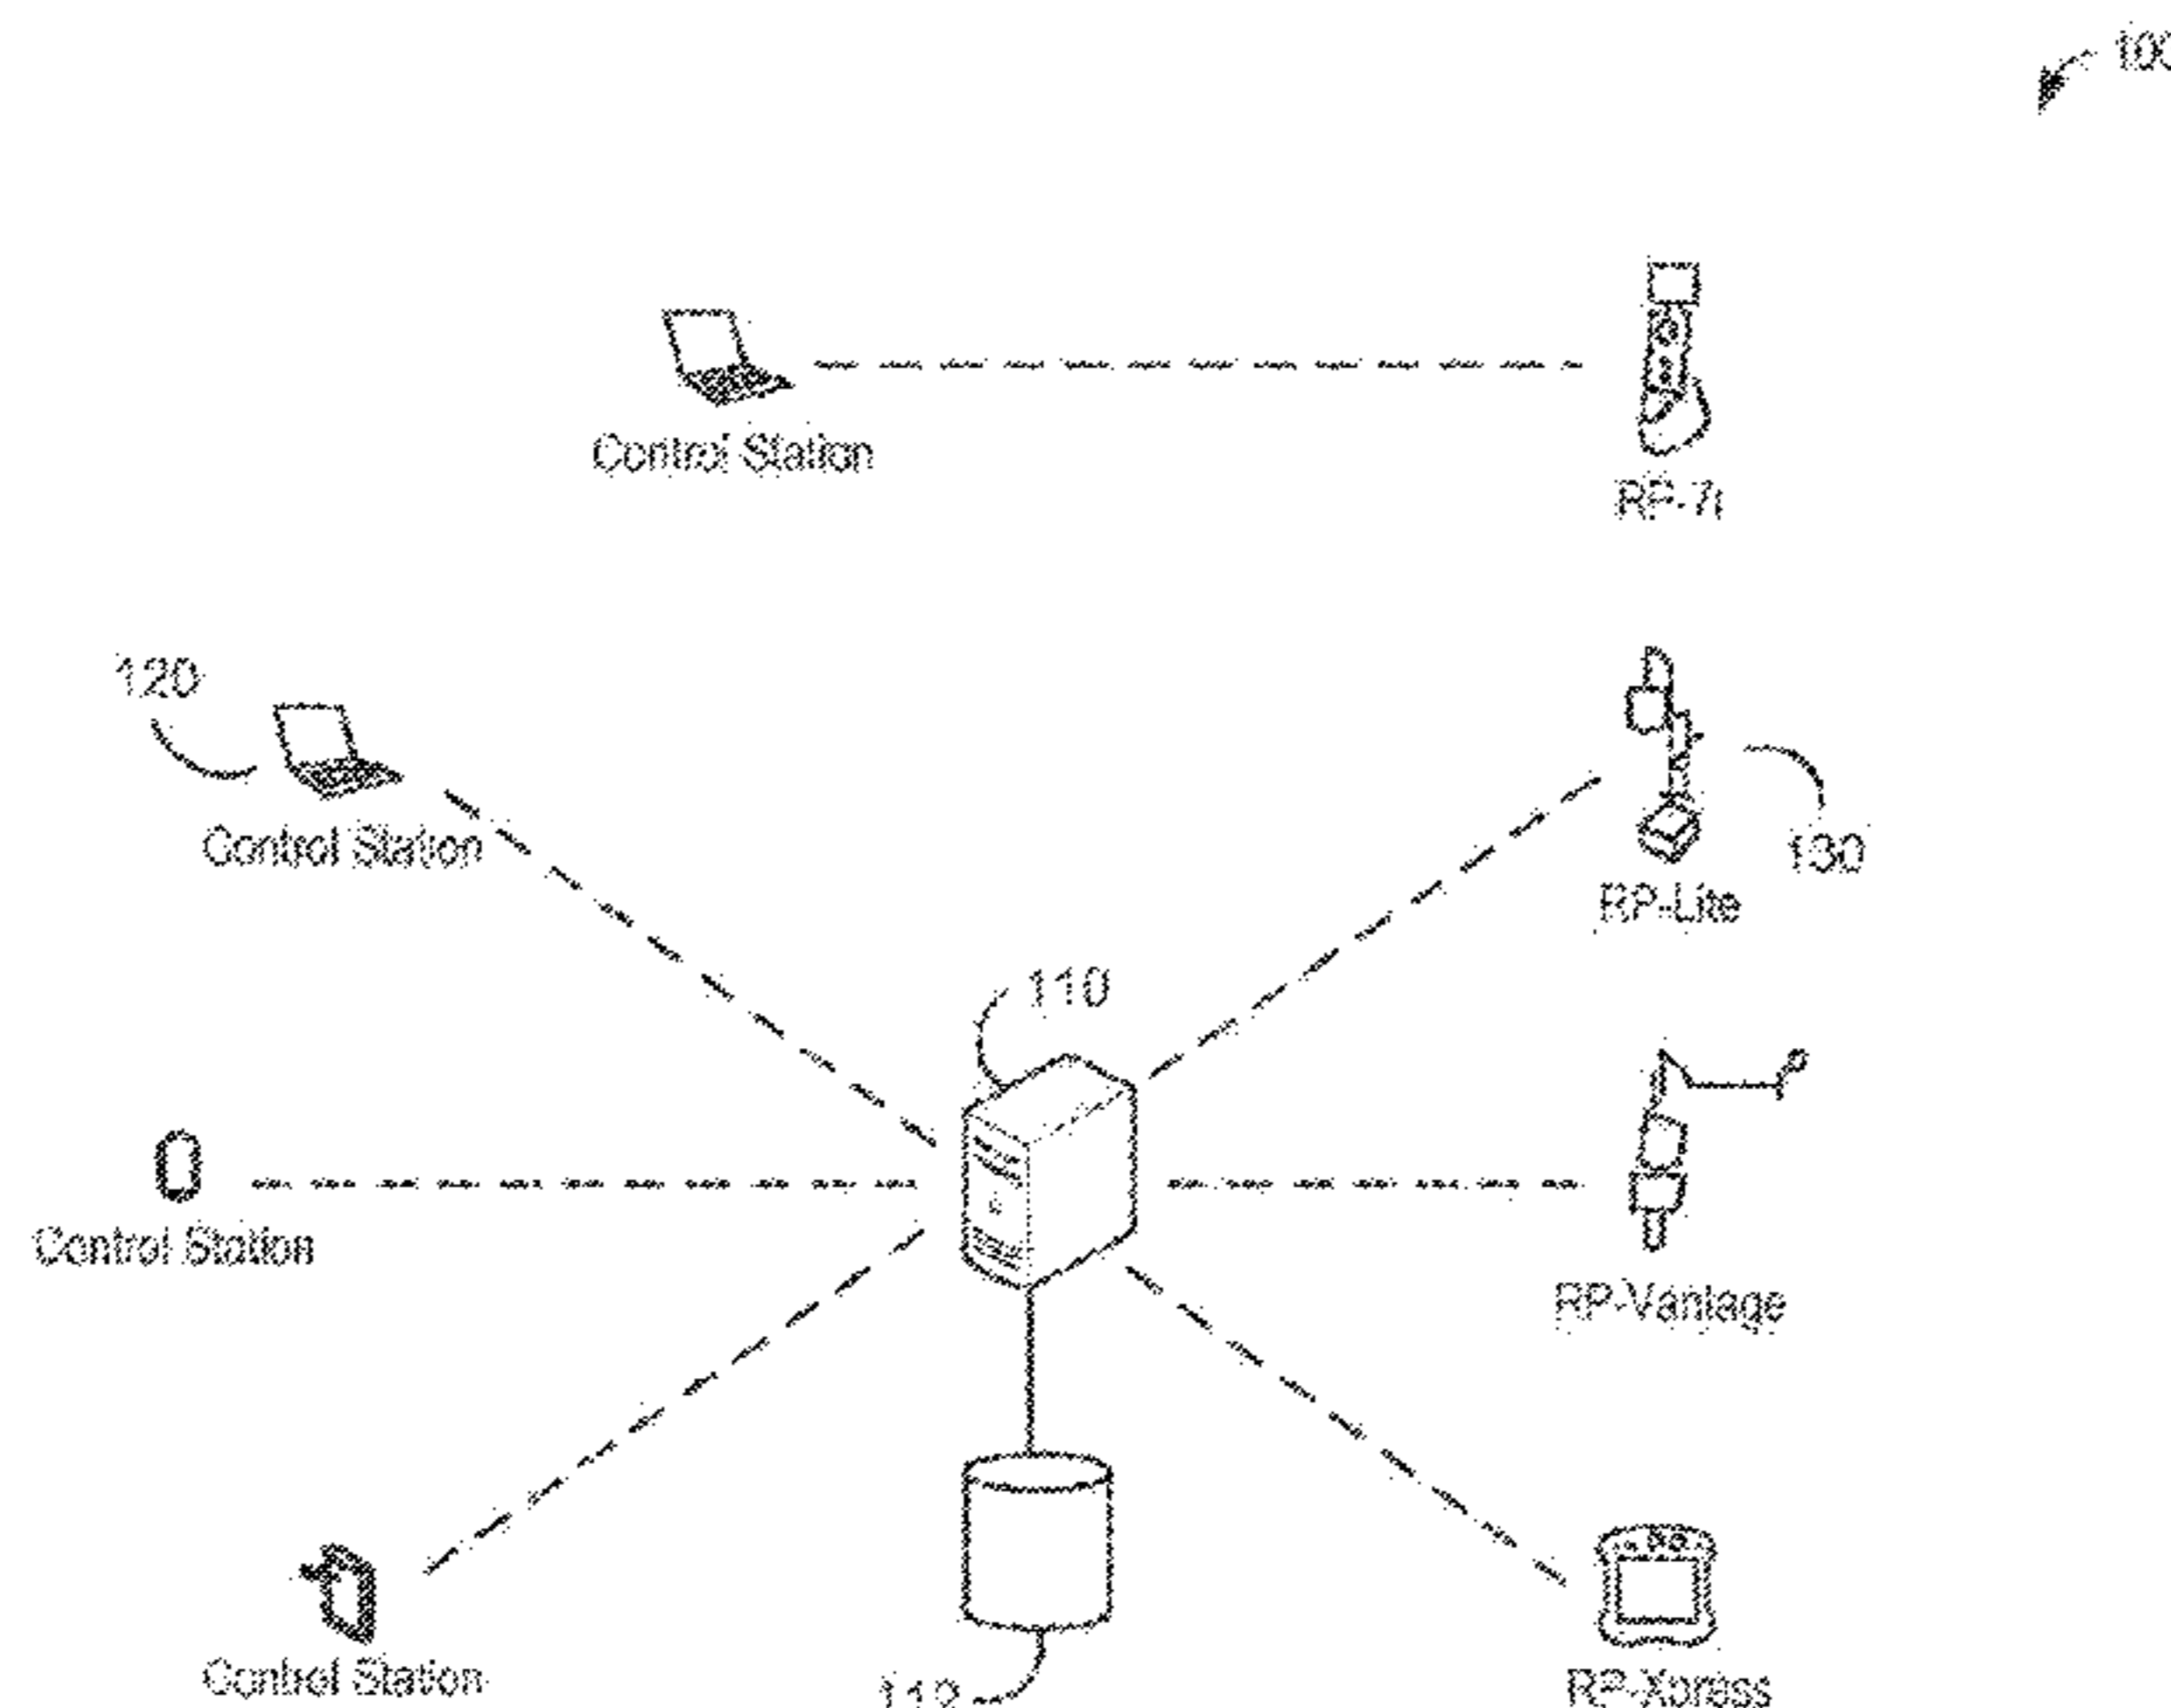 100
Control Station
RP-7i
120
Control Station
130
RP-Lite
110
Control Station
RP-Vantage
Control Station
112
RP-Xpress